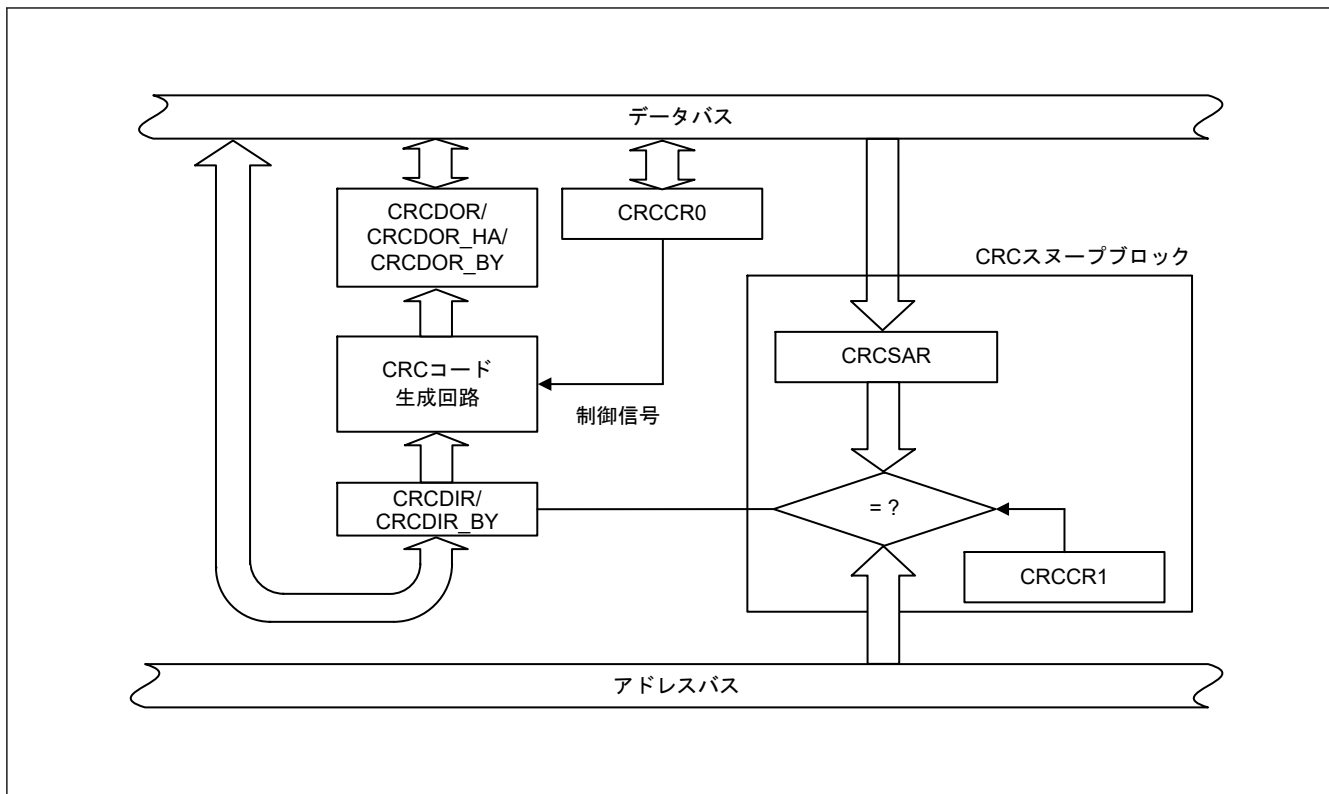 データバス
CRCDOR/
CRCDOR_HA/
CRCDOR_BY
CRCCR0
CRCスヌープブロック
CRCSAR
CRCコード
生成回路
制御信号
CRCDIR/
CRCDIR_BY
= ?
CRCCR1
アドレスバス